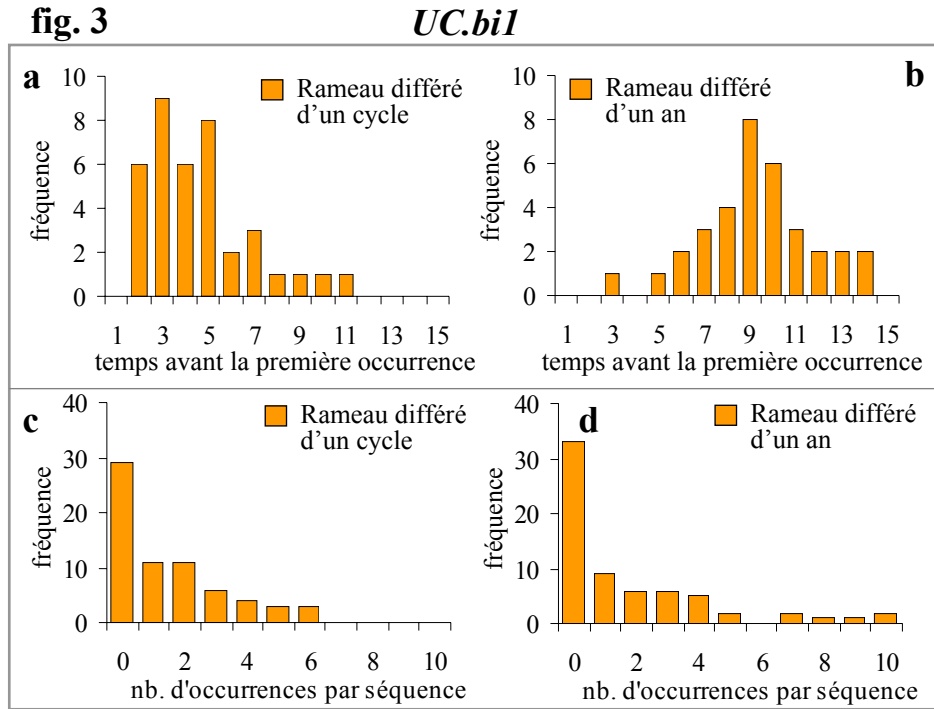 fig. 3
UC.bi1
a
Rameau différé
d'un cycle
10
8
6
4
2
0
fréquence
1 3 5 7 9 11 13 15
temps avant la première occurrence
b
Rameau différé
d'un an
10
8
6
4
2
0
fréquence
1 3 5 7 9 11 13 15
temps avant la première occurrence
c
Rameau différé
d'un cycle
40
30
20
10
0
fréquence
0 2 4 6 8 10
nb. d'occurrences par séquence
d
Rameau différé
d'un an
40
30
20
10
0
fréquence
0 2 4 6 8 10
nb. d'occurrences par séquence